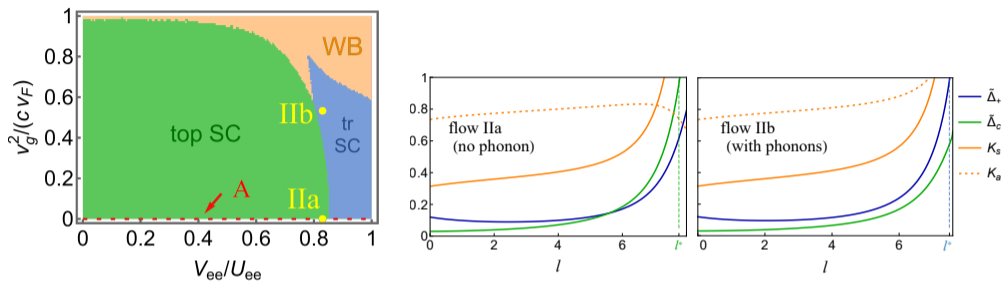 v_g^2/(c v_F)
1
0.8
0.6
0.4
0.2
0
WB
IIb
tr
SC
top SC
A
IIa
0 0.2 0.4 0.6 0.8 1
V_ee/U_ee
1
0.8
0.6
0.4
0.2
0
flow IIa
(no phonon)
0 2 4 6 l*
l
flow IIb
(with phonons)
0 2 4 6 l*
l
Δ̃_+
Δ̃_c
K_s
K_a